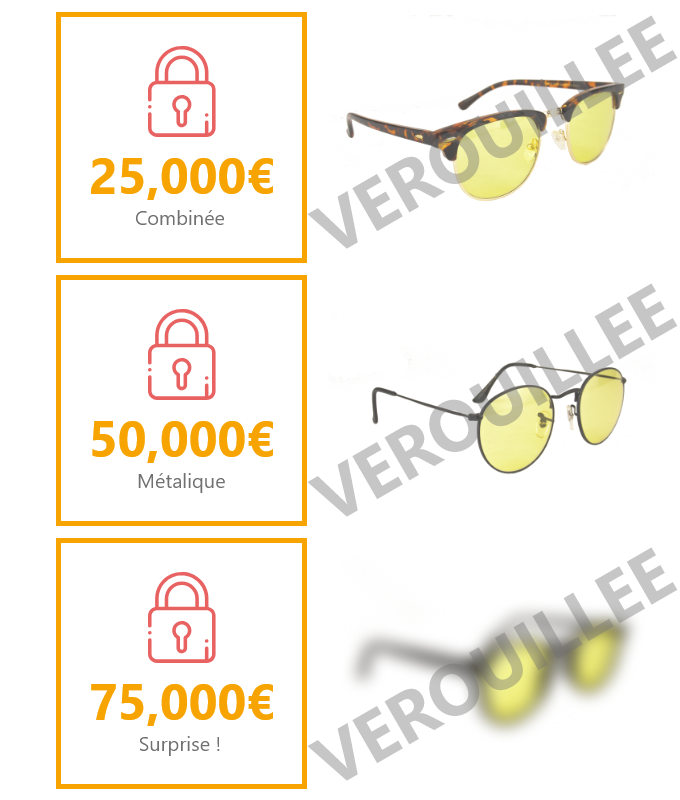 25,000€
Combinée
VEROUILLEE
50,000€
Métalique
VEROUILLEE
75,000€
Surprise !
VEROUILLEE